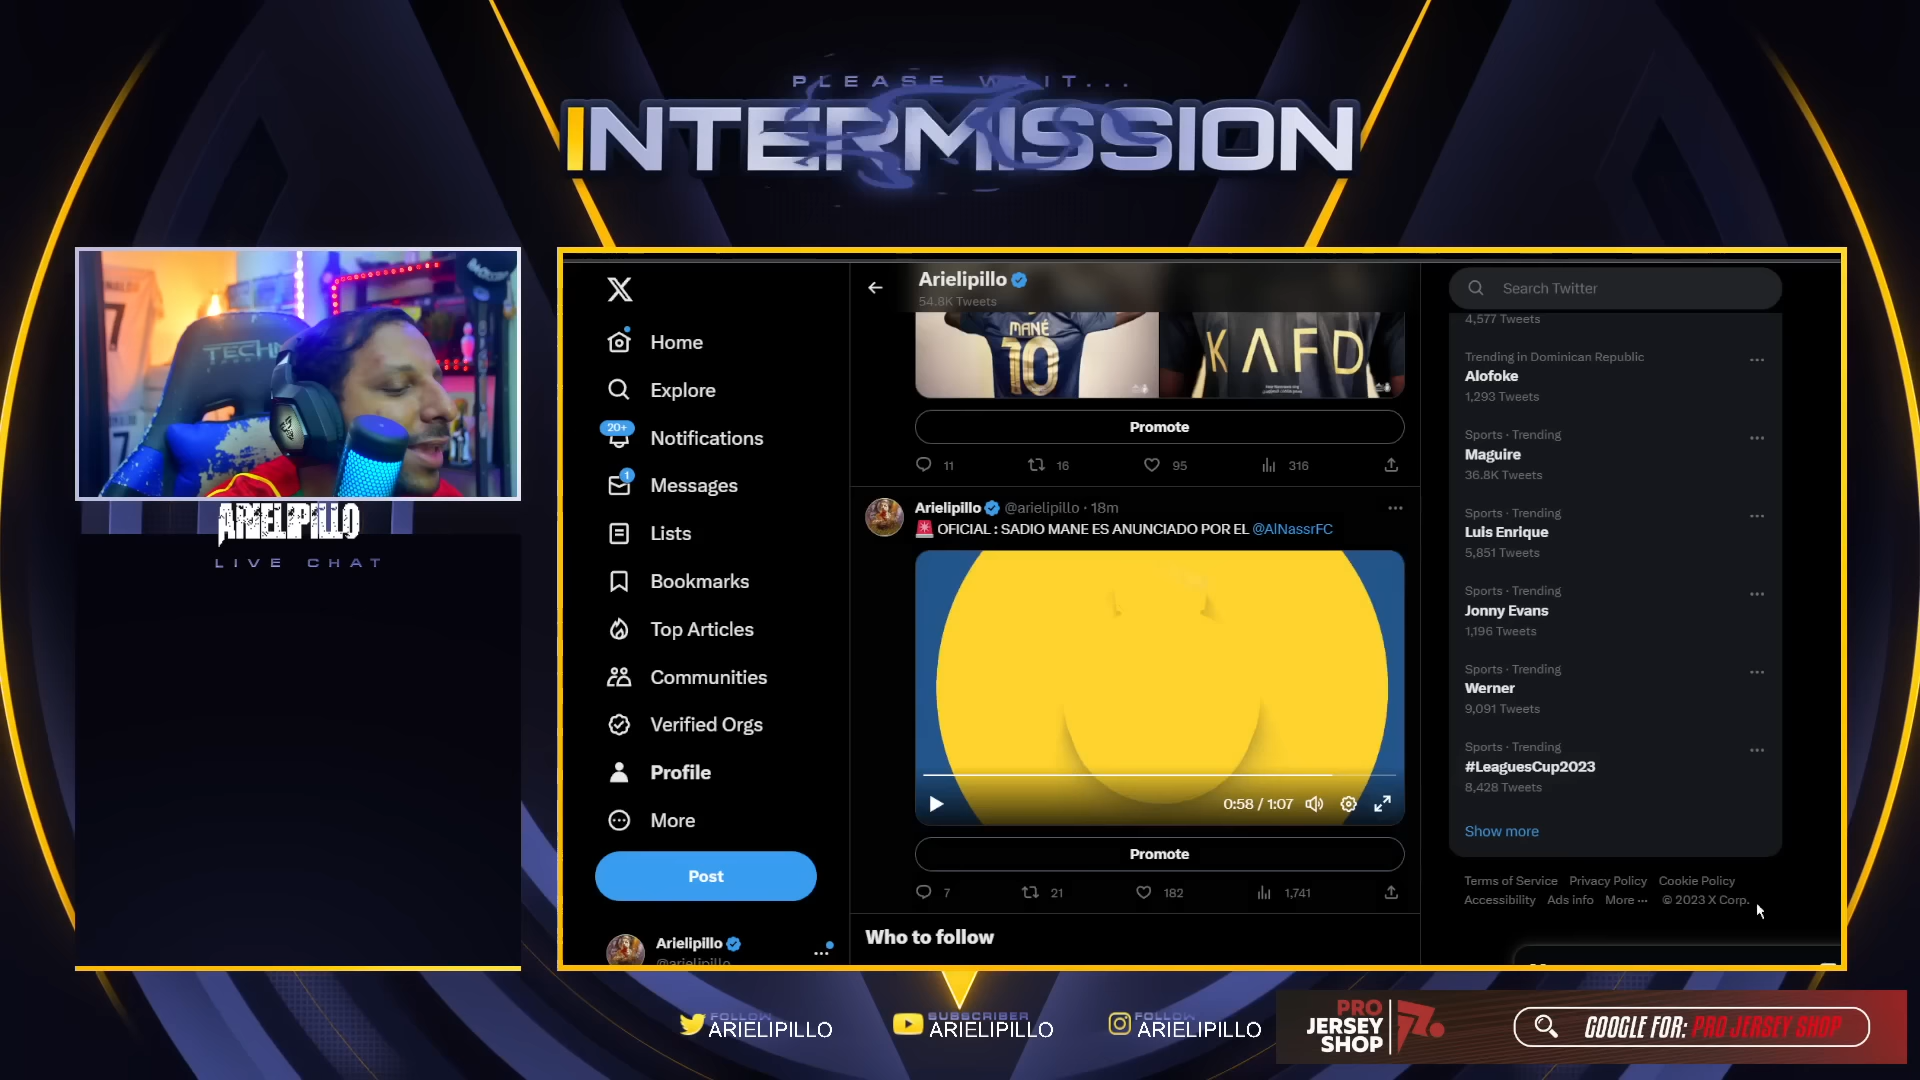 PLEASE WAIT...
INTERMISSION
TECHNI
7
7
ARIELIPILLO
LIVE CHAT
X
Home
Explore
20+
Notifications
1
Messages
Lists
Bookmarks
Top Articles
Communities
Verified Orgs
Profile
More
Post
Arielipillo
@arielipillo
Arielipillo
54.8K Tweets
MANÉ
10
KAFD
Promote
11 16 95 316
Arielipillo @arielipillo · 18m
🚨 OFICIAL : SADIO MANE ES ANUNCIADO POR EL @AlNassrFC
0:58 / 1:07
Promote
7 21 182 1,741
Who to follow
Search Twitter
4,577 Tweets
Trending in Dominican Republic
Alofoke
1,293 Tweets
Sports · Trending
Maguire
36.8K Tweets
Sports · Trending
Luis Enrique
5,851 Tweets
Sports · Trending
Jonny Evans
1,196 Tweets
Sports · Trending
Werner
9,091 Tweets
Sports · Trending
#LeaguesCup2023
8,428 Tweets
Show more
Terms of Service Privacy Policy Cookie Policy
Accessibility Ads info More ··· © 2023 X Corp.
FOLLOW
ARIELIPILLO
SUBSCRIBER
ARIELIPILLO
FOLLOW
ARIELIPILLO
PRO
JERSEY
SHOP
GOOGLE FOR: PRO JERSEY SHOP